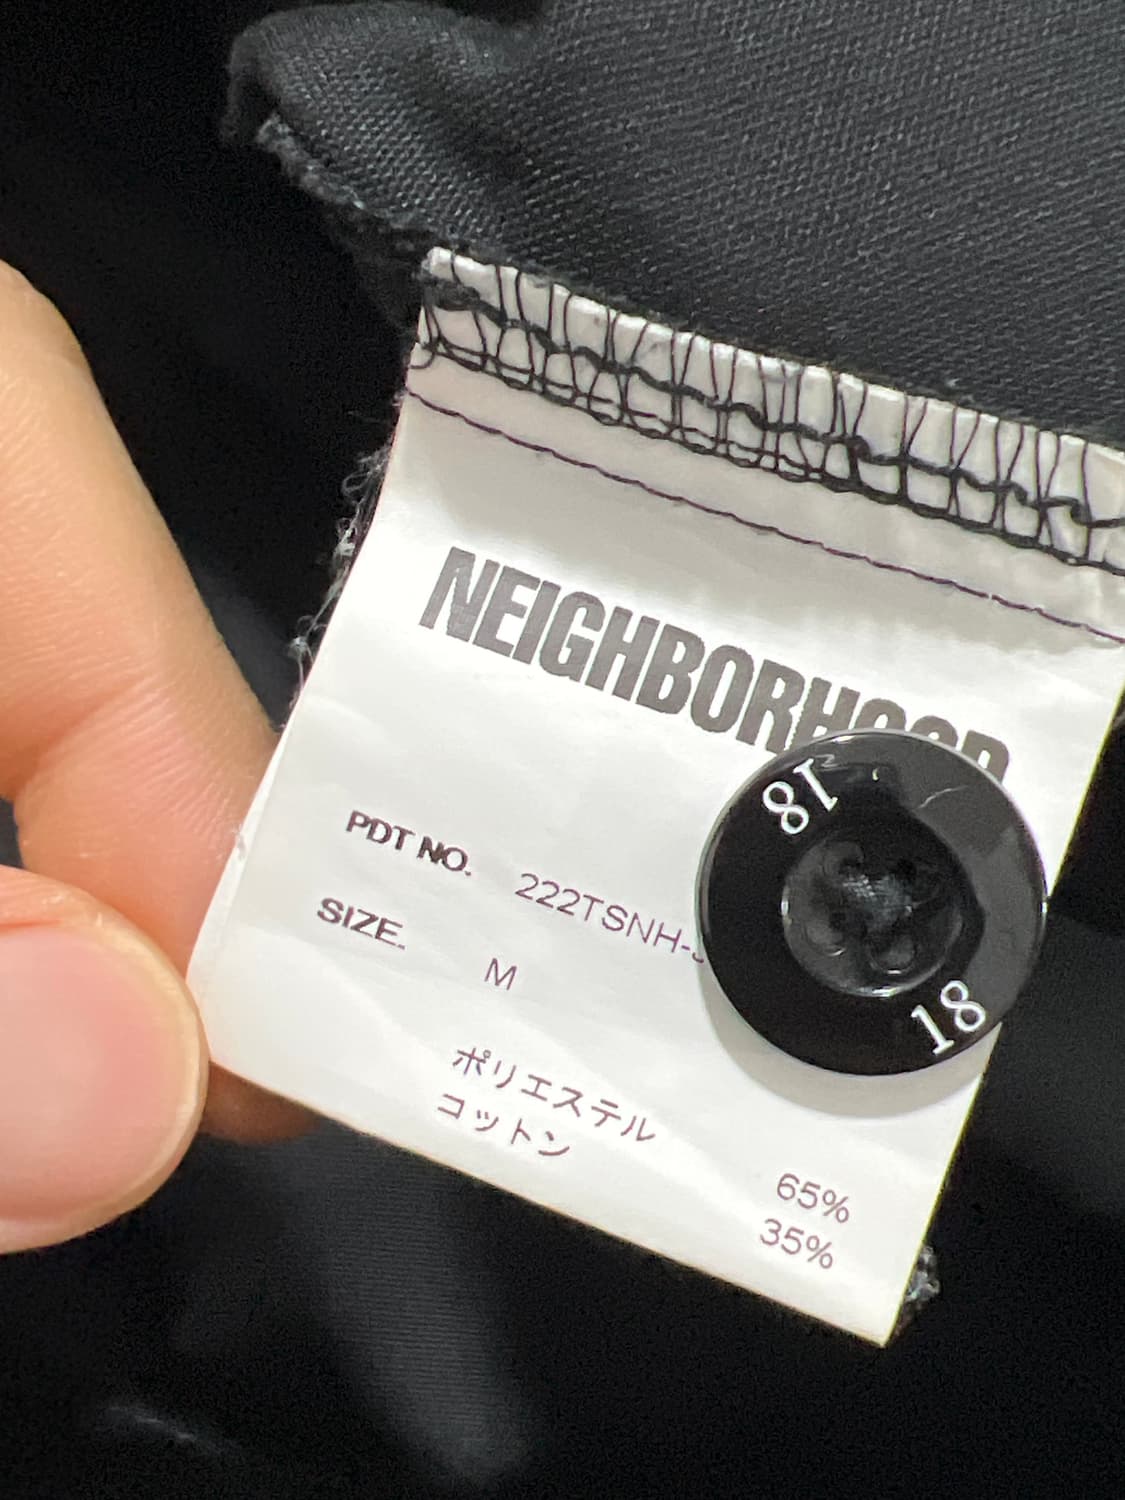 NEIGHBORHOOD
PDT NO. 222TSNH-
SIZE. M
ポリエステル 65%
コットン 35%
18
18